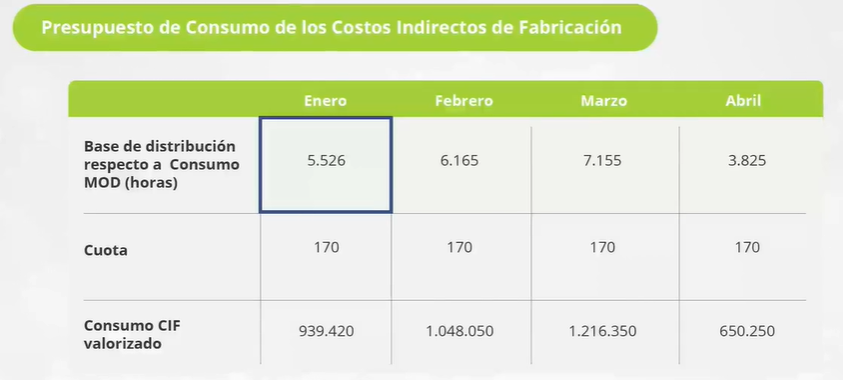 Presupuesto de Consumo de los Costos Indirectos de Fabricación
Enero Febrero Marzo Abril
Base de distribución
respecto a Consumo
MOD (horas)
5.526 6.165 7.155 3.825
Cuota 170 170 170 170
Consumo CIF
valorizado
939.420 1.048.050 1.216.350 650.250